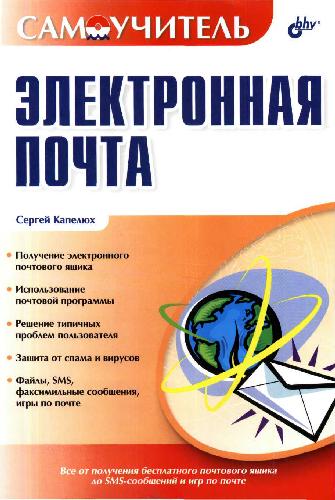 САМОУЧИТЕЛЬ
bhv®
ЭЛЕКТРОННАЯ
ПОЧТА
Сергей Капелюх
• Получение электронного
почтового ящика
• Использование
почтовой программы
• Решение типичных
проблем пользователя
• Защита от спама и вирусов
• Файлы, SMS,
факсимильные сообщения,
игры по почте
Все от получения бесплатного почтового ящика
до SMS-сообщений и игр по почте